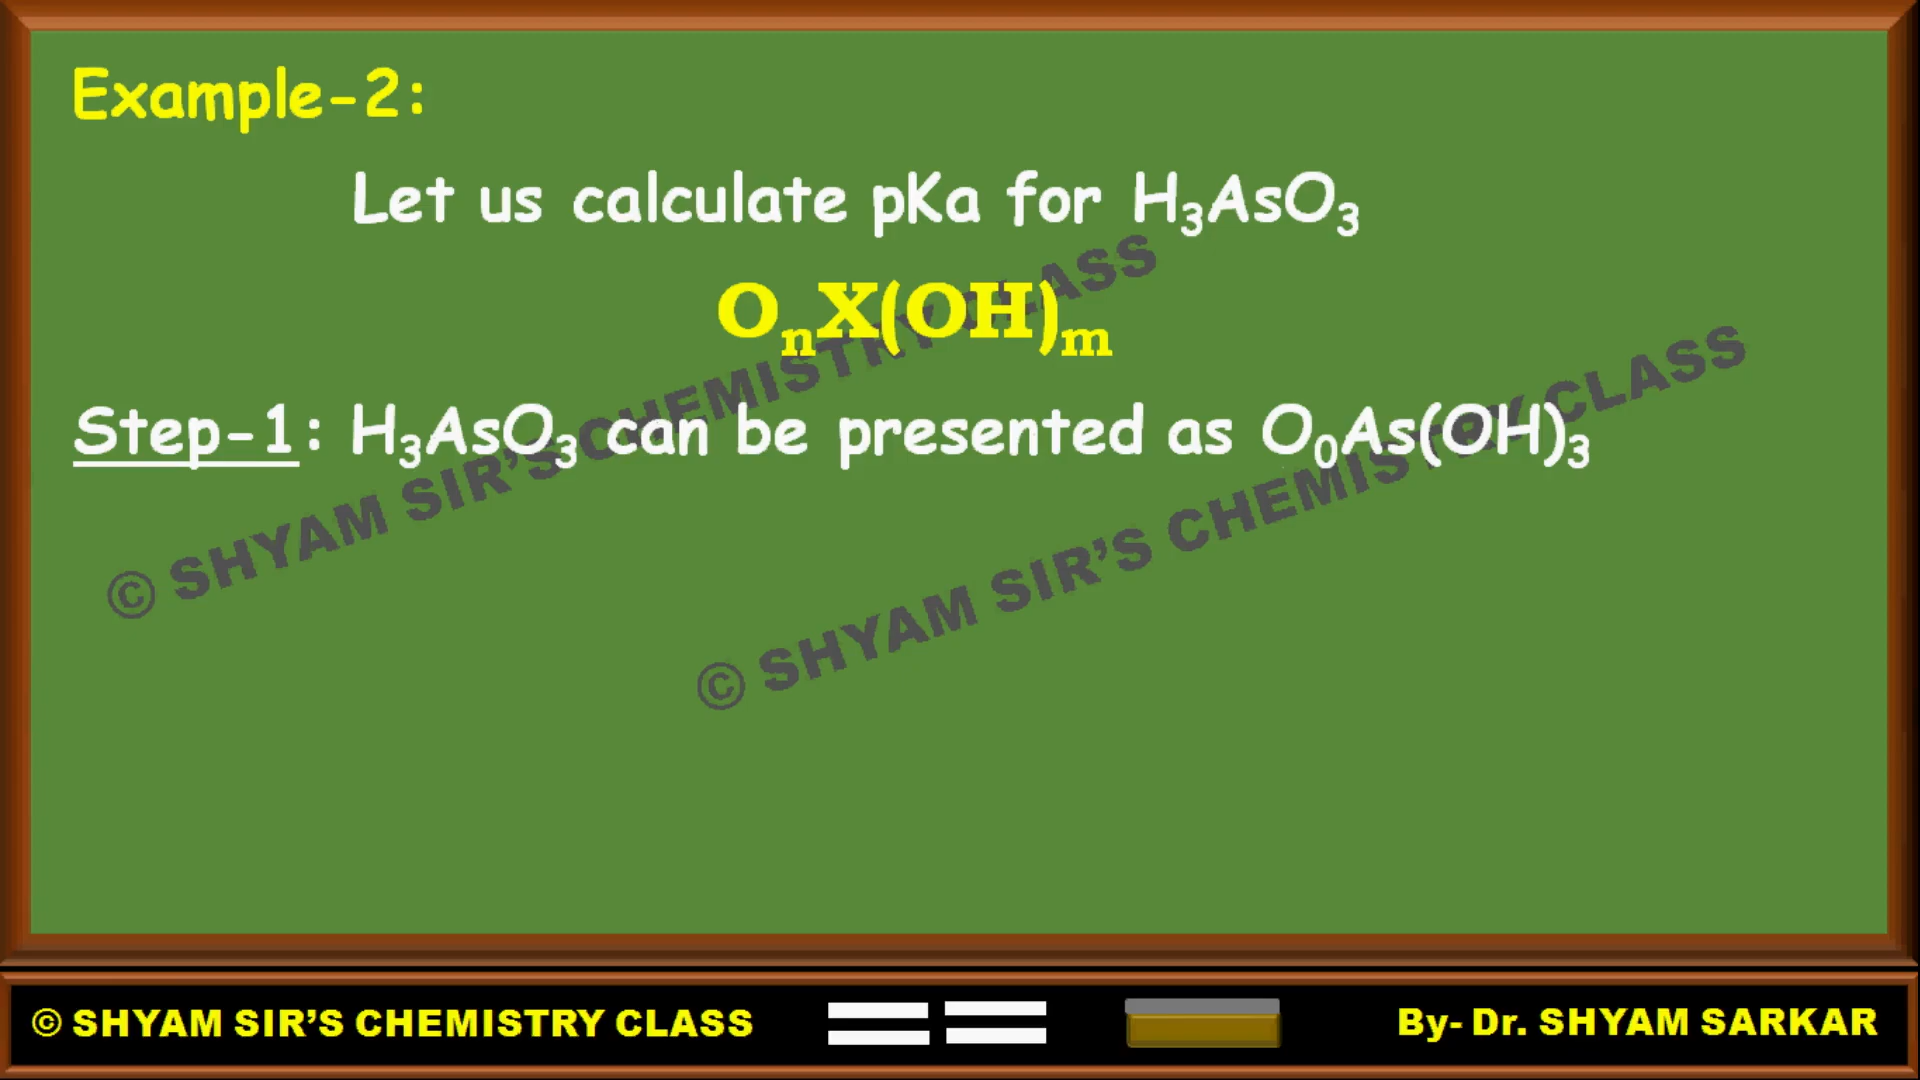 Example-2:
Let us calculate pKa for H₃AsO₃
OₙX(OH)ₘ
Step-1: H₃AsO₃ can be presented as O₀As(OH)₃
© SHYAM SIR'S CHEMISTRY CLASS
© SHYAM SIR'S CHEMISTRY CLASS
© SHYAM SIR'S CHEMISTRY CLASS
By- Dr. SHYAM SARKAR